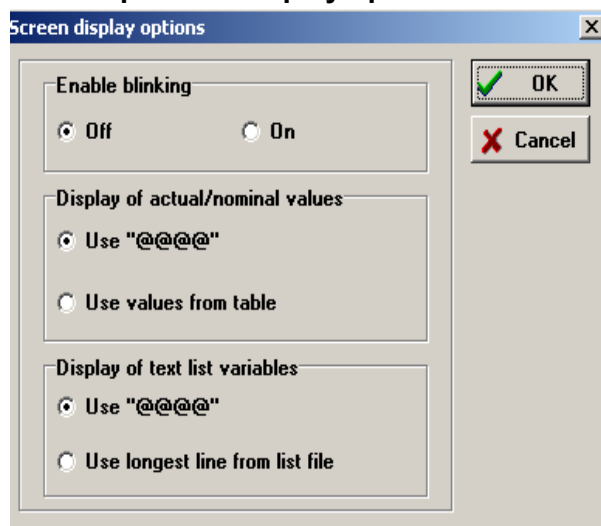 Screen display options
Enable blinking
Off
On
OK
Cancel
Display of actual/nominal values
Use "@@@@"
Use values from table
Display of text list variables
Use "@@@@"
Use longest line from list file